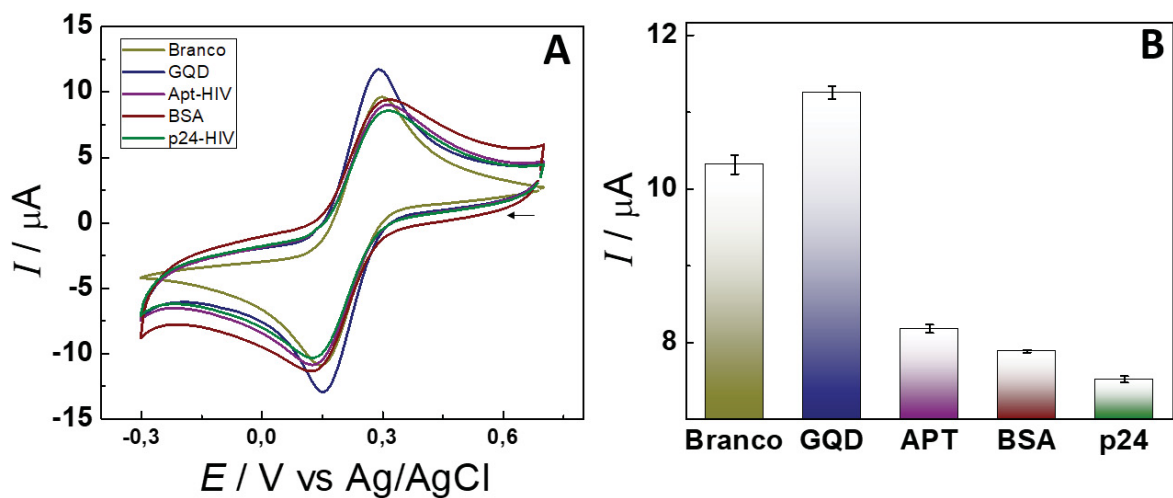 A
Branco
GQD
Apt-HIV
BSA
p24-HIV
15
10
5
0
-5
-10
-15
I / μA
-0,3 0,0 0,3 0,6
E / V vs Ag/AgCl
B
12
10
8
I / μA
Branco GQD APT BSA p24